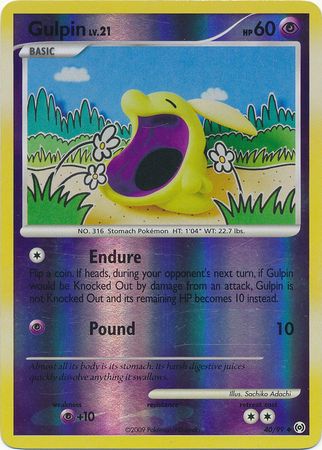 Gulpin LV.21 HP 60
BASIC
NO. 316 Stomach Pokémon HT: 1'04" WT: 22.7 lbs.
Endure
Flip a coin. If heads, during your opponent's next turn, if Gulpin
would be Knocked Out by damage from an attack, Gulpin is
not Knocked Out and its remaining HP becomes 10 instead.
Pound 10
Almost all its body is its stomach. Its harsh digestive juices
quickly dissolve anything it swallows.
Illus. Sachiko Adachi
weakness resistance retreat cost
+10
©2009 Pokémon 40/99